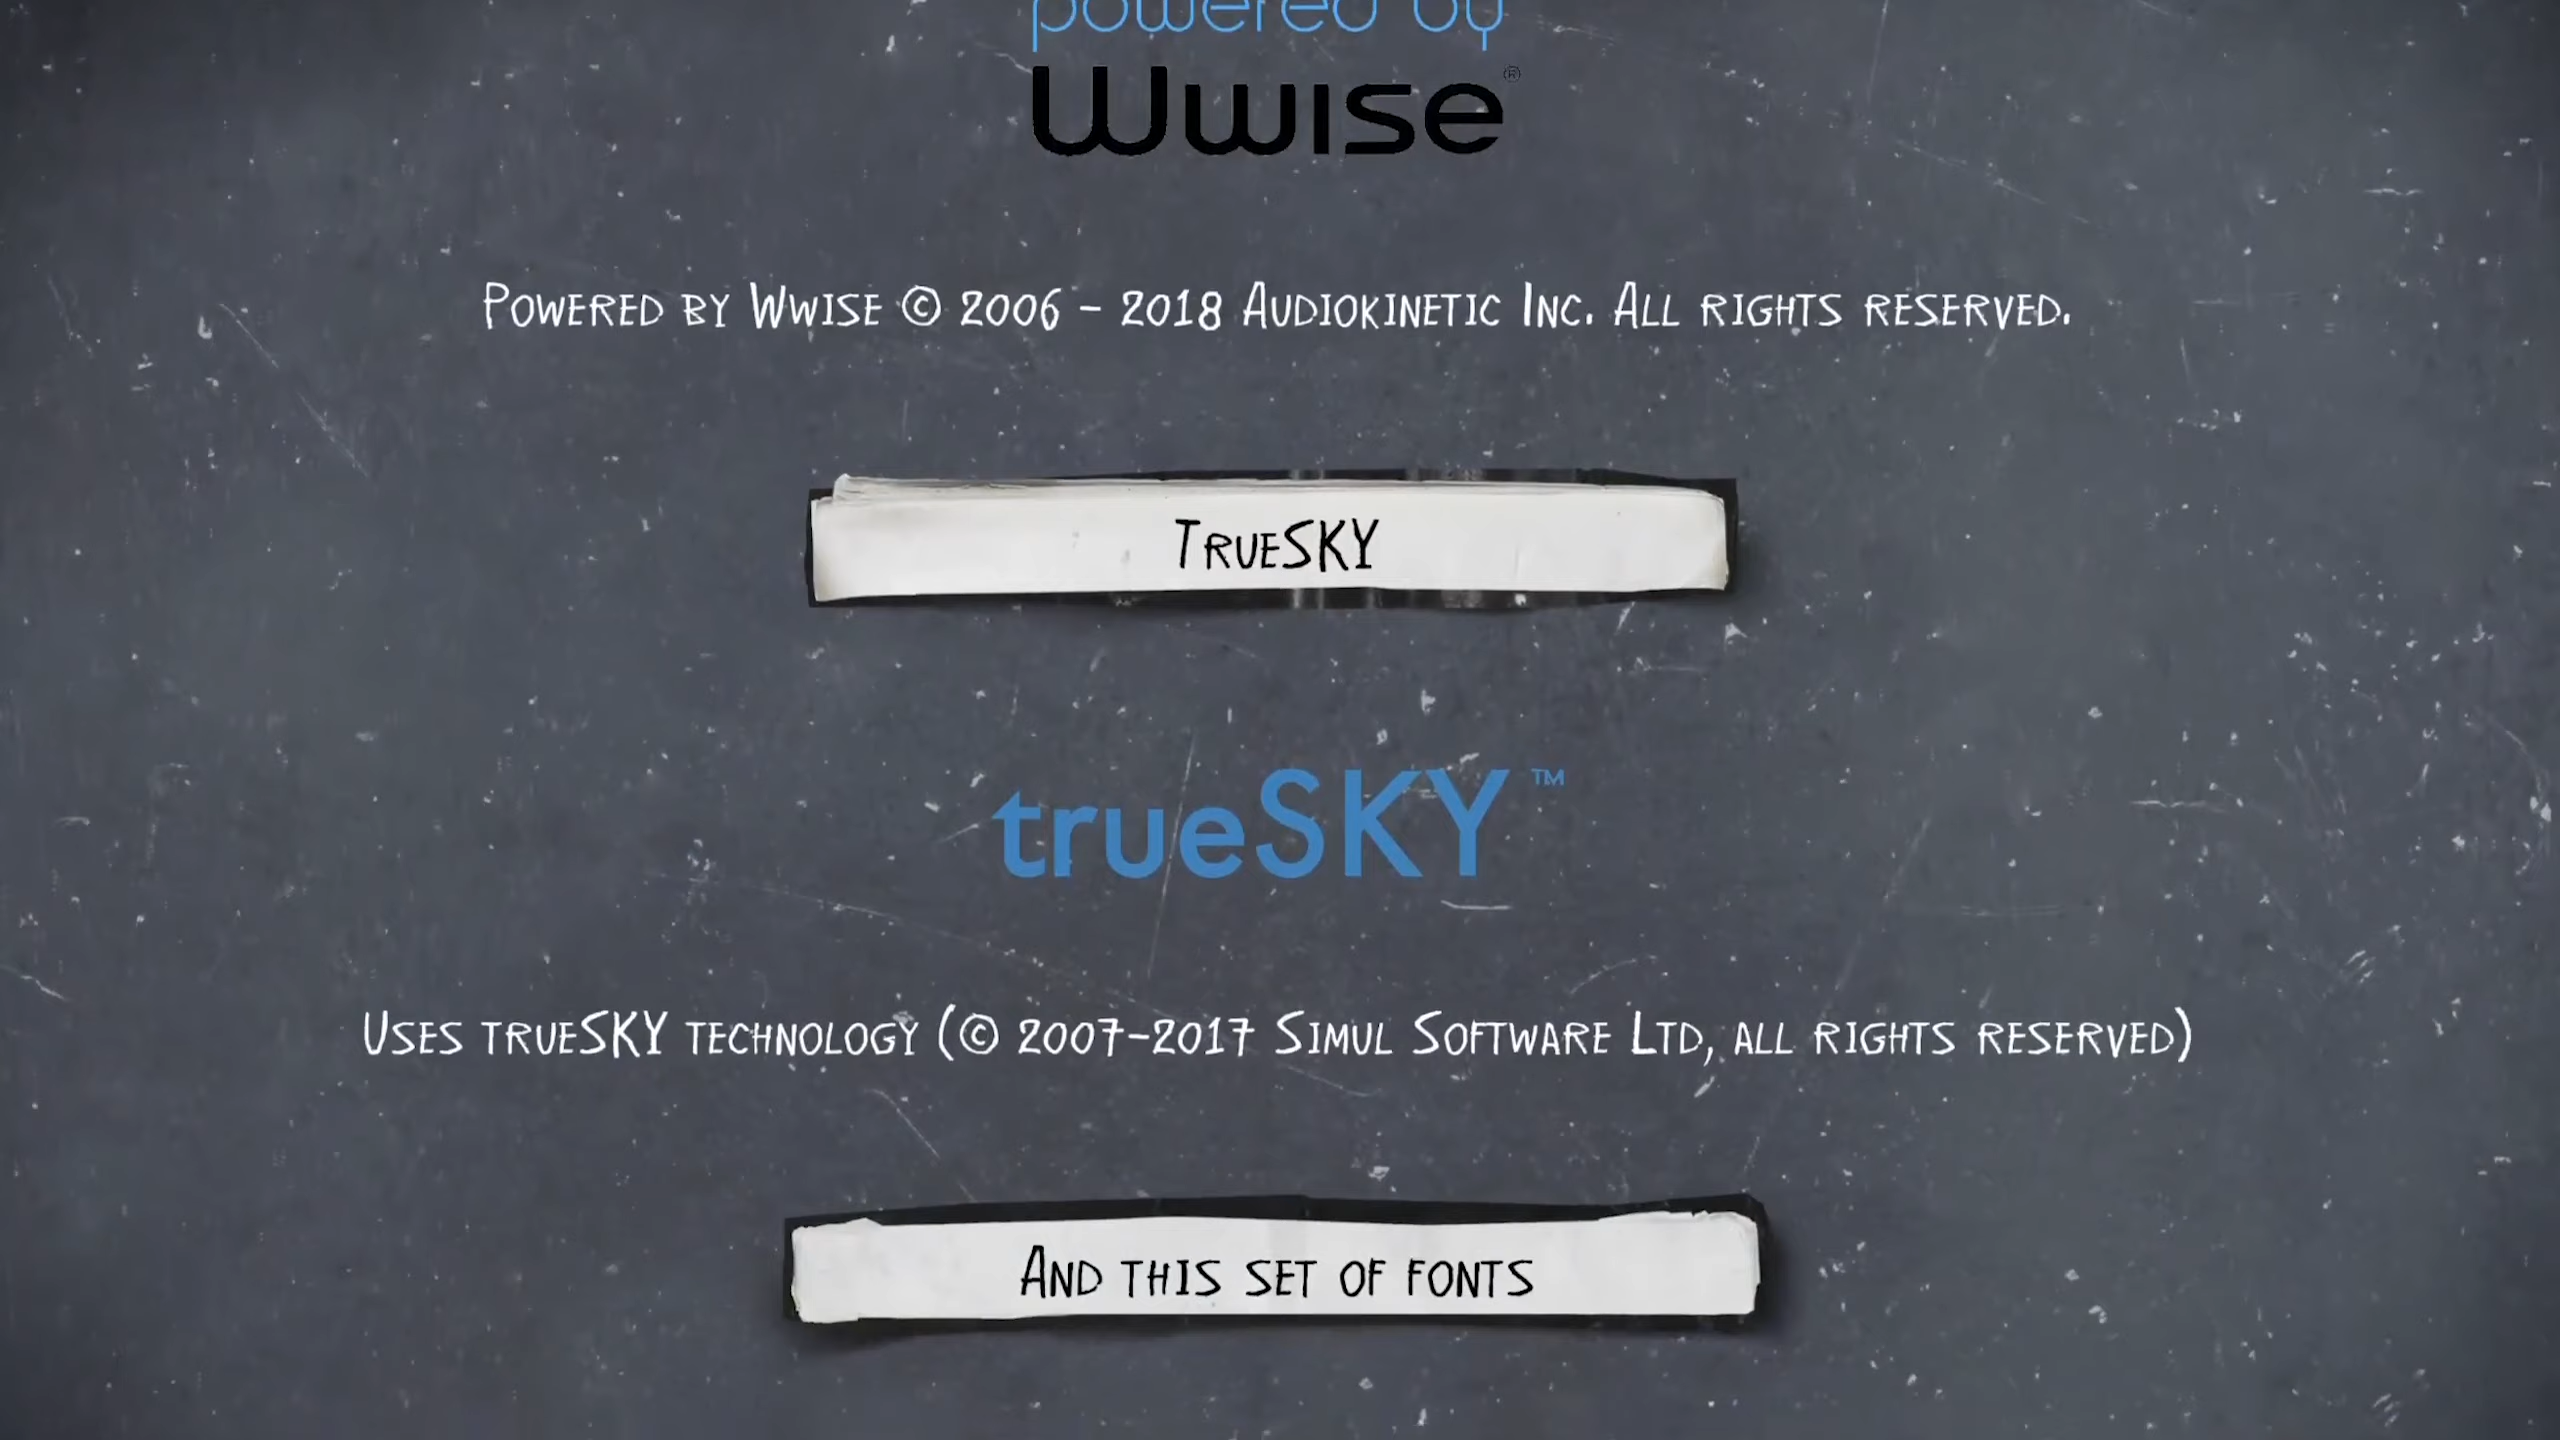 powered by
Wwise®
Powered by Wwise © 2006 - 2018 Audiokinetic Inc. All rights reserved.
TrueSKY
trueSKY™
Uses trueSKY technology (© 2007-2017 Simul Software Ltd, all rights reserved)
And this set of fonts